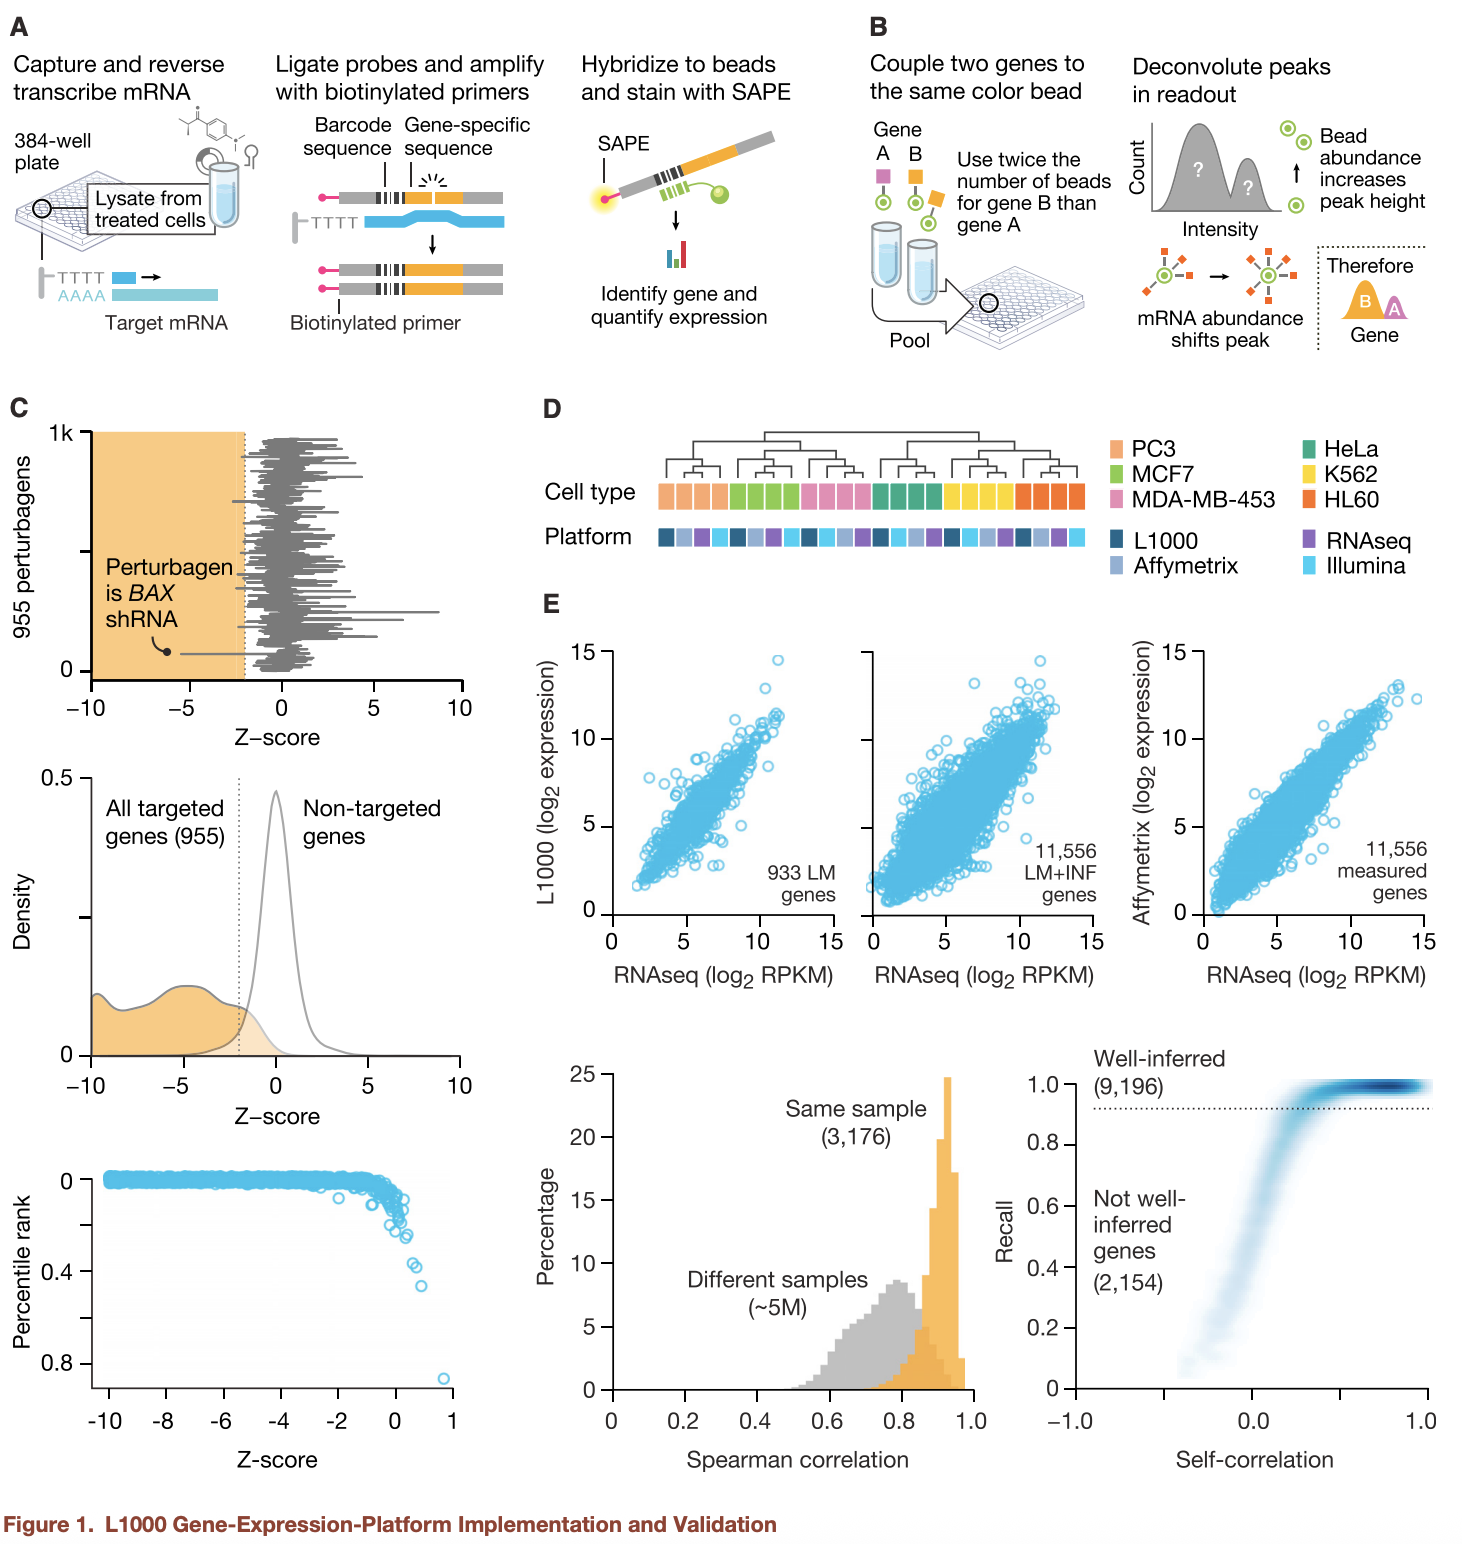 A
Capture and reverse
transcribe mRNA
384-well
plate
Lysate from
treated cells
TTTT
AAAA
Target mRNA
Ligate probes and amplify
with biotinylated primers
Barcode
sequence
Gene-specific
sequence
TTTT
Biotinylated primer
Hybridize to beads
and stain with SAPE
SAPE
Identify gene and
quantify expression
B
Couple two genes to
the same color bead
Gene
A B
Use twice the
number of beads
for gene B than
gene A
Pool
Deconvolute peaks
in readout
Count
?
?
Intensity
Bead
abundance
increases
peak height
mRNA abundance
shifts peak
Therefore
B
A
Gene
C
955 perturbagens
1k
0
Perturbagen
is BAX
shRNA
−10 −5 0 5 10
Z−score
Density
0.5
0
All targeted
genes (955)
Non-targeted
genes
−10 −5 0 5 10
Z−score
Percentile rank
0
0.4
0.8
-10 -8 -6 -4 -2 0 1
Z-score
D
Cell type
Platform
PC3
MCF7
MDA-MB-453
HeLa
K562
HL60
L1000
Affymetrix
RNAseq
Illumina
E
L1000 (log2 expression)
15
10
5
0
933 LM
genes
0 5 10 15
RNAseq (log2 RPKM)
11,556
LM+INF
genes
0 5 10 15
RNAseq (log2 RPKM)
Affymetrix (log2 expression)
15
10
5
0
11,556
measured
genes
0 5 10 15
RNAseq (log2 RPKM)
Percentage
25
20
15
10
5
0
Same sample
(3,176)
Different samples
(~5M)
0 0.2 0.4 0.6 0.8 1.0
Spearman correlation
Recall
1.0
0.8
0.6
0.4
0.2
0
Well-inferred
(9,196)
Not well-
inferred
genes
(2,154)
−1.0 0.0 1.0
Self-correlation
Figure 1. L1000 Gene-Expression-Platform Implementation and Validation